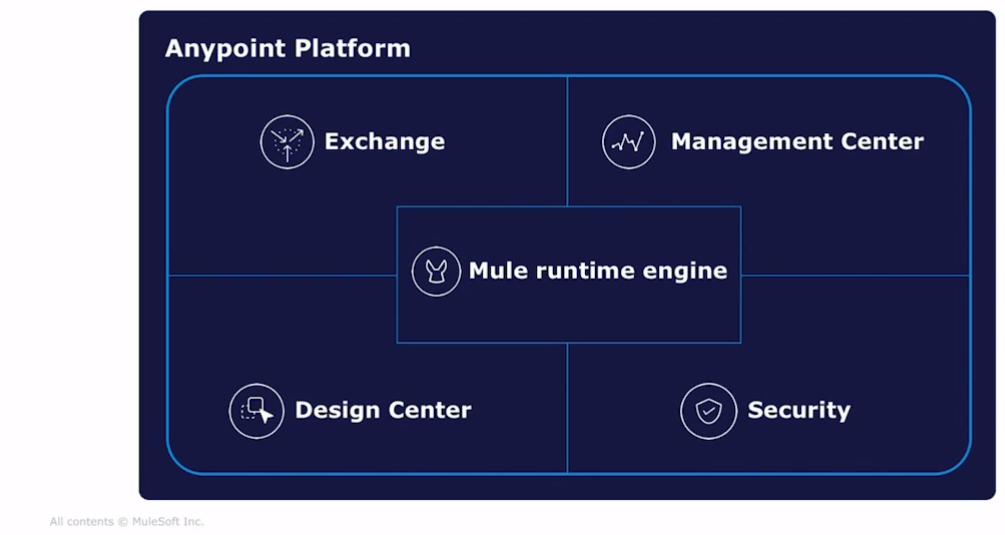 Anypoint Platform
Exchange
Management Center
Mule runtime engine
Design Center
Security
All contents © MuleSoft Inc.